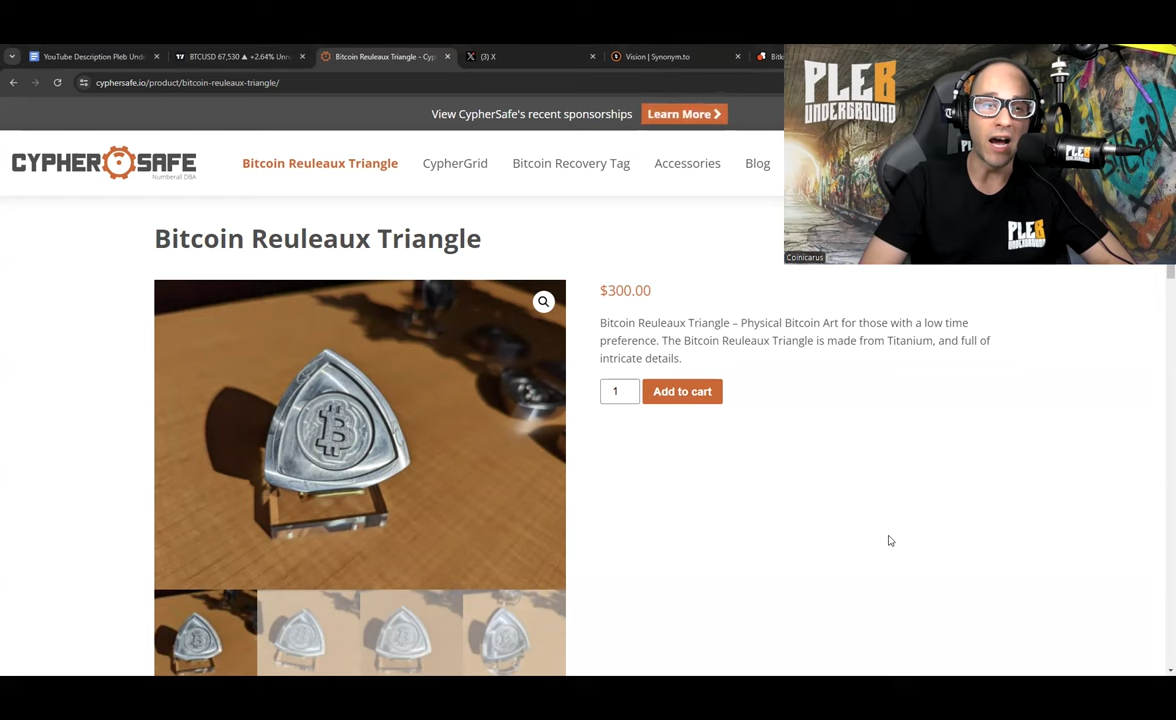 YouTube Description Pleb Unde
BTCUSD 67,530 ▲ +2.64% Unn
Bitcoin Reuleaux Triangle - Cyp
(3) X
Vision | Synonym.to
cyphersafe.io/product/bitcoin-reuleaux-triangle/
View CypherSafe's recent sponsorships
Learn More
CYPHERSAFE
Numberall DBA
Bitcoin Reuleaux Triangle
CypherGrid
Bitcoin Recovery Tag
Accessories
Blog
PLEB
UNDERGROUND
PLEB
PLEB
UNDERGROUND
Coinicarus
Bitcoin Reuleaux Triangle
$300.00
Bitcoin Reuleaux Triangle – Physical Bitcoin Art for those with a low time
preference. The Bitcoin Reuleaux Triangle is made from Titanium, and full of
intricate details.
1
Add to cart